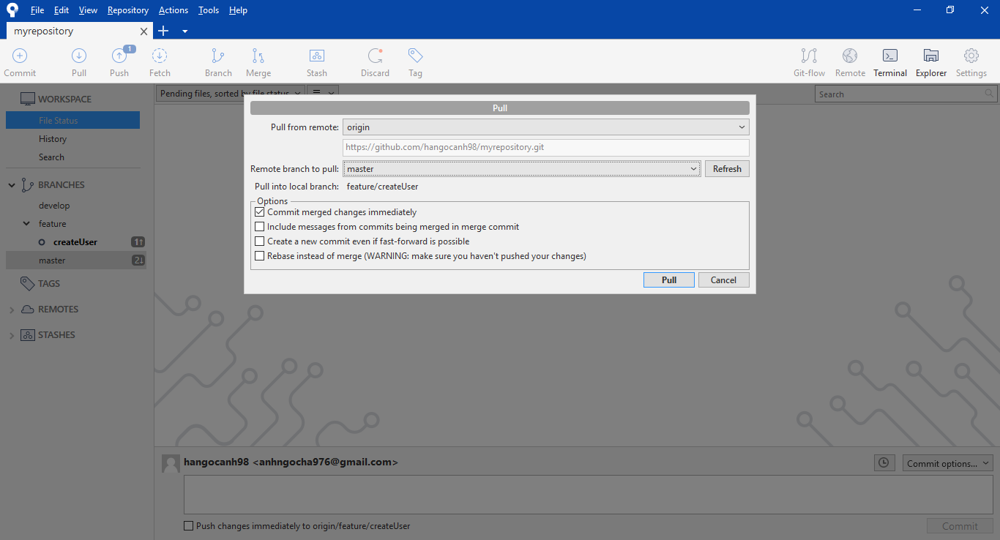 File Edit View Repository Actions Tools Help
myrepository
1
Commit Pull Push Fetch Branch Merge Stash Discard Tag Git-flow Remote Terminal Explorer Settings
WORKSPACE
File Status
History
Search
BRANCHES
develop
feature
createUser 1↑
master 2↓
TAGS
REMOTES
STASHES
Pending files, sorted by file status
Search
Pull
Pull from remote: origin
https://github.com/hangocanh98/myrepository.git
Remote branch to pull: master Refresh
Pull into local branch: feature/createUser
Options
Commit merged changes immediately
Include messages from commits being merged in merge commit
Create a new commit even if fast-forward is possible
Rebase instead of merge (WARNING: make sure you haven't pushed your changes)
Pull Cancel
hangocanh98 <anhngocha976@gmail.com>
Commit options...
Push changes immediately to origin/feature/createUser
Commit